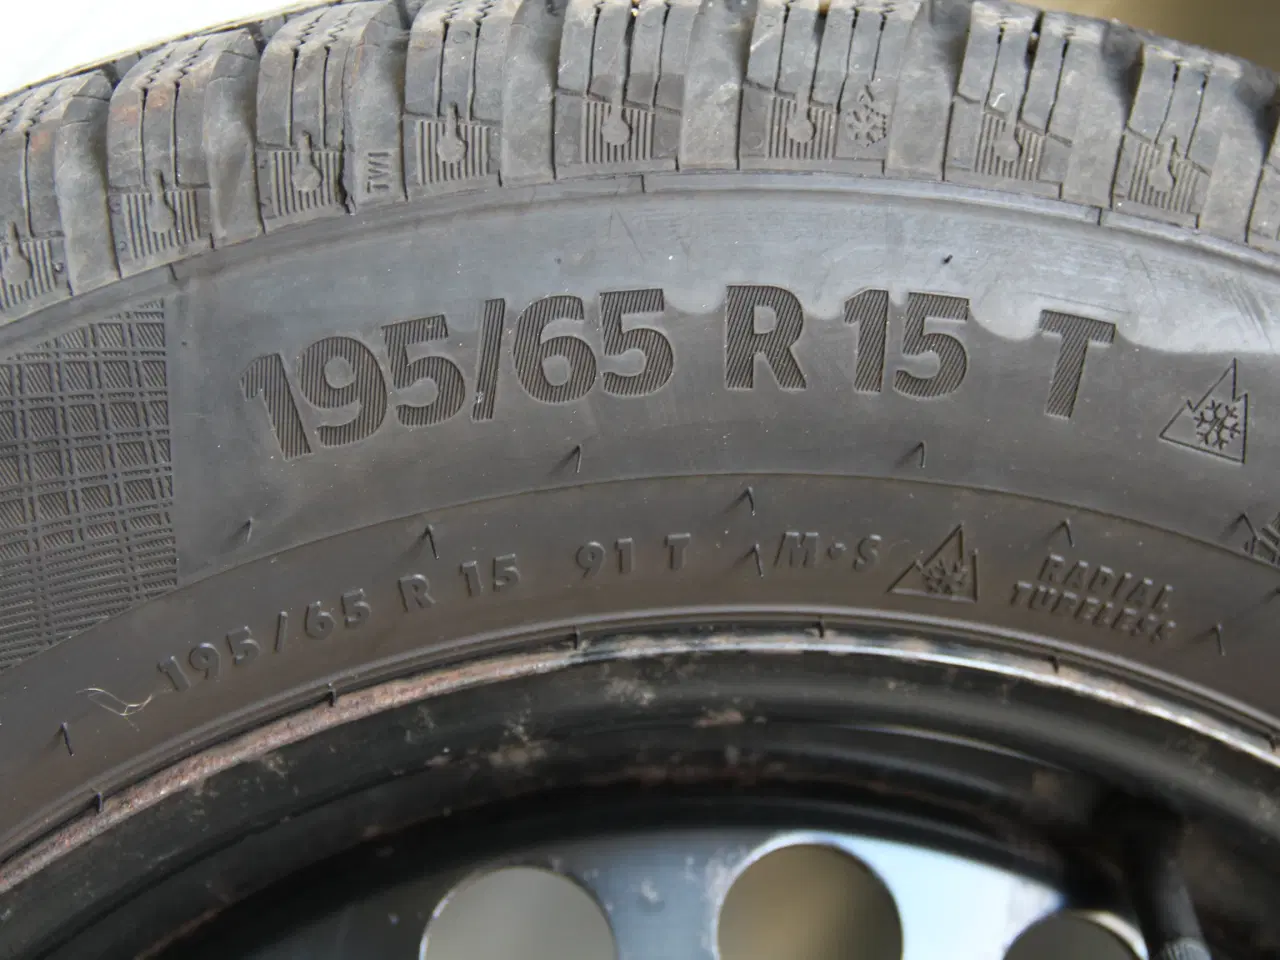 TWI
195/65 R 15 T
195/65 R 15 91 T M·S RADIAL
TUBELESS